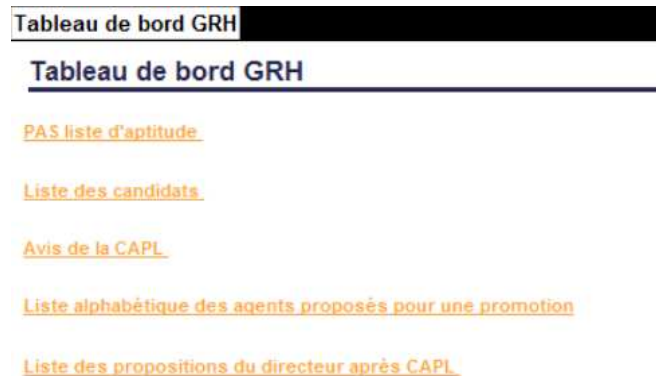 Tableau de bord GRH
Tableau de bord GRH
PAS liste d'aptitude
Liste des candidats
Avis de la CAPL
Liste alphabétique des agents proposés pour une promotion
Liste des propositions du directeur après CAPL